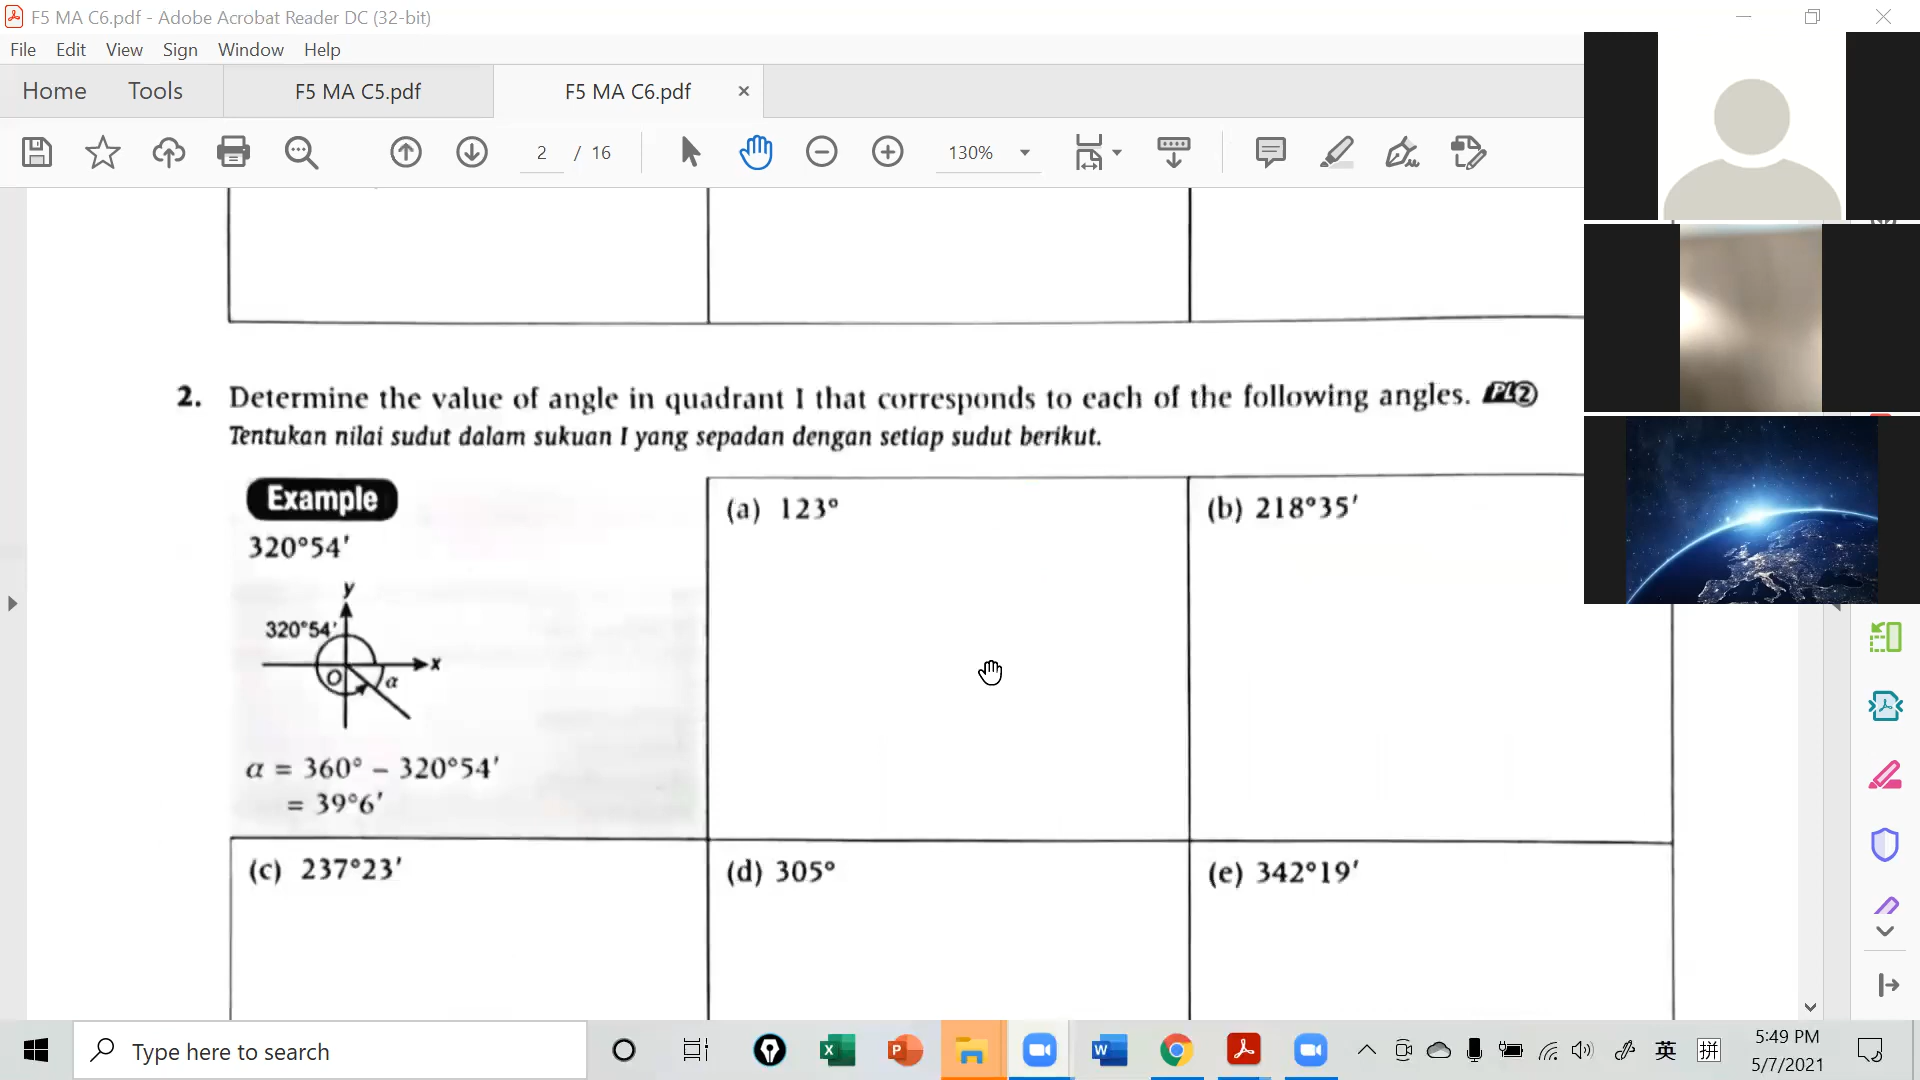 F5 MA C6.pdf - Adobe Acrobat Reader DC (32-bit)
File Edit View Sign Window Help
Home Tools F5 MA C5.pdf F5 MA C6.pdf ×
2 / 16 130%
2. Determine the value of angle in quadrant I that corresponds to each of the following angles. PL2
Tentukan nilai sudut dalam sukuan I yang sepadan dengan setiap sudut berikut.
Example
320°54′
y
320°54′
x
O
α
α = 360° – 320°54′
= 39°6′
(a) 123°
(b) 218°35′
(c) 237°23′
(d) 305°
(e) 342°19′
Type here to search
英 拼
5:49 PM
5/7/2021